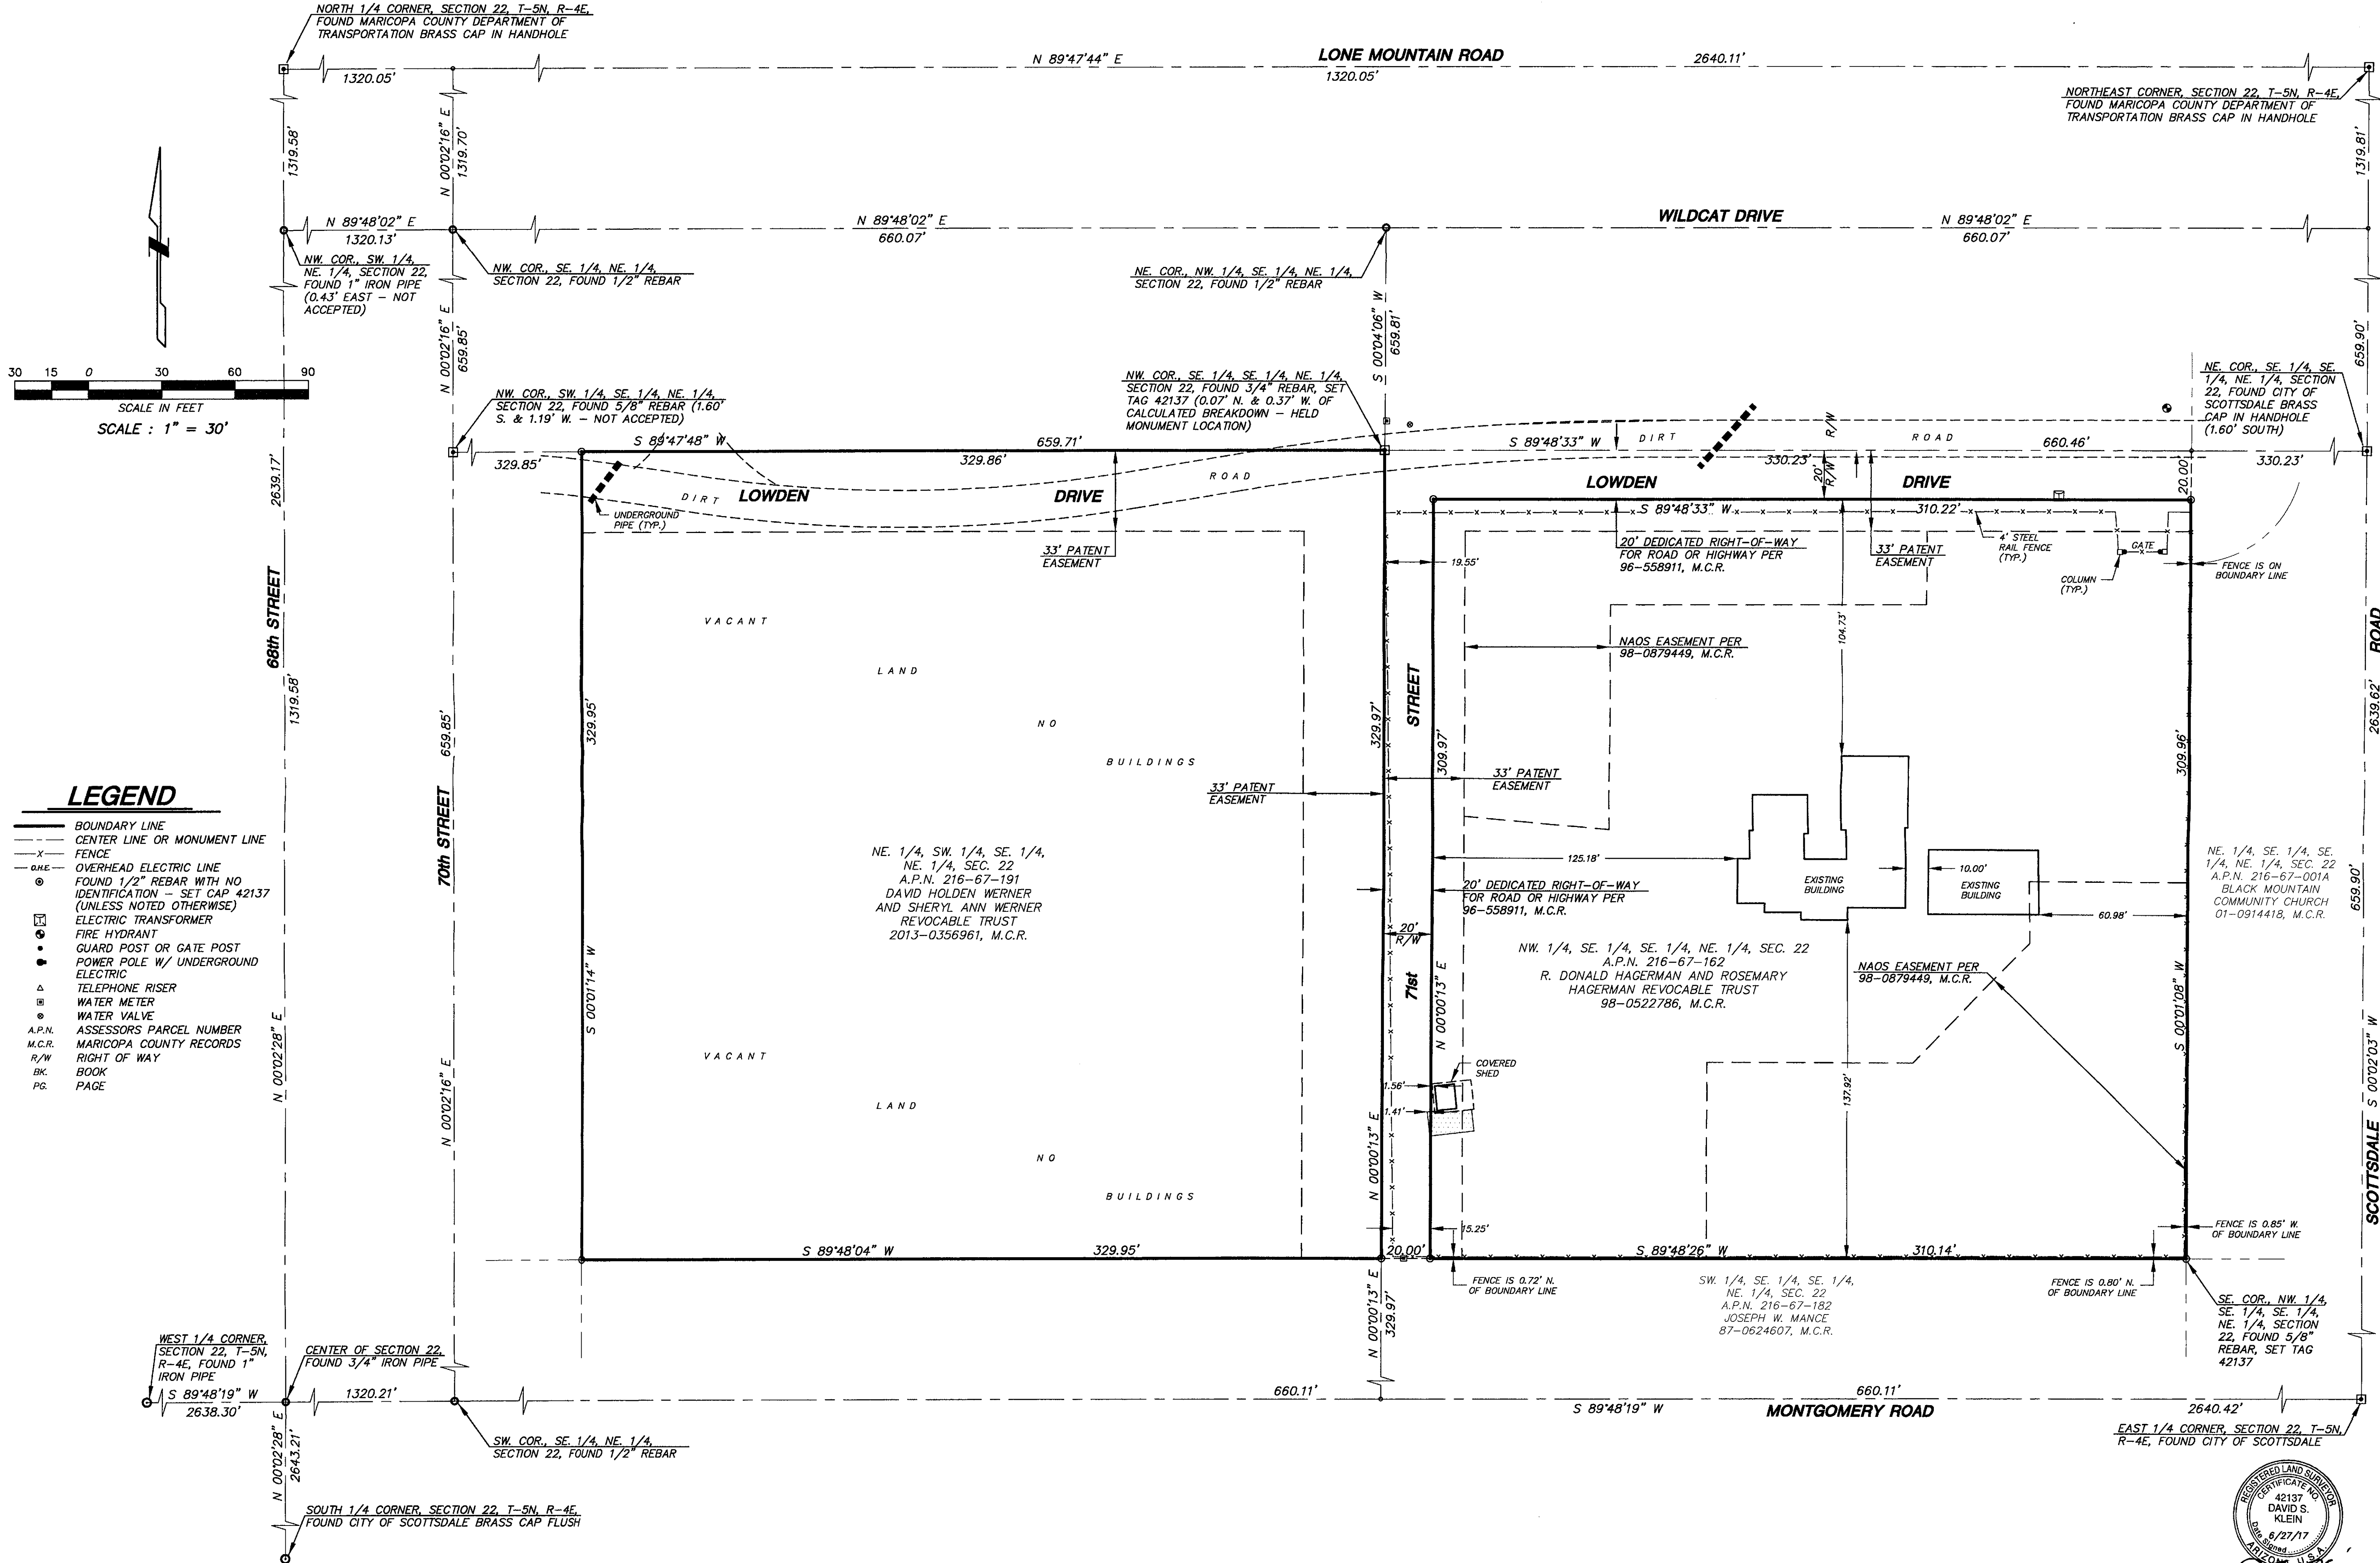 NORTH 1/4 CORNER, SECTION 22, T-5N, R-4E,
FOUND MARICOPA COUNTY DEPARTMENT OF
TRANSPORTATION BRASS CAP IN HANDHOLE
N 89°47'44" E
LONE MOUNTAIN ROAD
2640.11'
1320.05'
1320.05'
NORTHEAST CORNER, SECTION 22, T-5N, R-4E,
FOUND MARICOPA COUNTY DEPARTMENT OF
TRANSPORTATION BRASS CAP IN HANDHOLE
1319.58'
N 00°02'16" E
1319.70'
1319.81'
N 89°48'02" E
1320.13'
N 89°48'02" E
660.07'
WILDCAT DRIVE
N 89°48'02" E
660.07'
NW. COR., SW. 1/4,
NE. 1/4, SECTION 22,
FOUND 1" IRON PIPE
(0.43' EAST - NOT
ACCEPTED)
NW. COR., SE. 1/4, NE. 1/4,
SECTION 22, FOUND 1/2" REBAR
NE. COR., NW. 1/4, SE. 1/4, NE. 1/4,
SECTION 22, FOUND 1/2" REBAR
N 00°02'16" E
659.85'
S 00°04'06" W
659.81'
659.90'
30 15 0 30 60 90
SCALE IN FEET
SCALE : 1" = 30'
NW. COR., SW. 1/4, SE. 1/4, NE. 1/4,
SECTION 22, FOUND 5/8" REBAR (1.60'
S. & 1.19' W. - NOT ACCEPTED)
NW. COR., SE. 1/4, SE. 1/4, NE. 1/4,
SECTION 22, FOUND 3/4" REBAR, SET
TAG 42137 (0.07' N. & 0.37' W. OF
CALCULATED BREAKDOWN - HELD
MONUMENT LOCATION)
NE. COR., SE. 1/4, SE.
1/4, NE. 1/4, SECTION
22, FOUND CITY OF
SCOTTSDALE BRASS
CAP IN HANDHOLE
(1.60' SOUTH)
S 89°47'48" W
659.71'
329.85'
329.86'
S 89°48'33" W
DIRT
R/W
ROAD
660.46'
330.23'
330.23'
20'
R/W
20.00'
2639.17'
DIRT
LOWDEN
DRIVE
ROAD
UNDERGROUND
PIPE (TYP.)
33' PATENT
EASEMENT
LOWDEN
DRIVE
S 89°48'33" W
310.22'
20' DEDICATED RIGHT-OF-WAY
FOR ROAD OR HIGHWAY PER
96-558911, M.C.R.
33' PATENT
EASEMENT
4' STEEL
RAIL FENCE
(TYP.)
GATE
COLUMN
(TYP.)
FENCE IS ON
BOUNDARY LINE
19.55'
68th STREET
1319.58'
VACANT
LAND
NO
BUILDINGS
329.95'
329.97'
STREET
309.97'
NAOS EASEMENT PER
98-0879449, M.C.R.
104.73'
309.96'
ROAD
2639.62'
33' PATENT
EASEMENT
33' PATENT
EASEMENT
659.85'
70th STREET
LEGEND
BOUNDARY LINE
CENTER LINE OR MONUMENT LINE
X FENCE
O.H.E. OVERHEAD ELECTRIC LINE
FOUND 1/2" REBAR WITH NO
IDENTIFICATION - SET CAP 42137
(UNLESS NOTED OTHERWISE)
T ELECTRIC TRANSFORMER
FIRE HYDRANT
GUARD POST OR GATE POST
POWER POLE W/ UNDERGROUND
ELECTRIC
TELEPHONE RISER
WATER METER
WATER VALVE
A.P.N. ASSESSORS PARCEL NUMBER
M.C.R. MARICOPA COUNTY RECORDS
R/W RIGHT OF WAY
BK. BOOK
PG. PAGE
NE. 1/4, SW. 1/4, SE. 1/4,
NE. 1/4, SEC. 22
A.P.N. 216-67-191
DAVID HOLDEN WERNER
AND SHERYL ANN WERNER
REVOCABLE TRUST
2013-0356961, M.C.R.
125.18'
EXISTING
BUILDING
10.00'
EXISTING
BUILDING
60.98'
NE. 1/4, SE. 1/4, SE.
1/4, NE. 1/4, SEC. 22
A.P.N. 216-67-001A
BLACK MOUNTAIN
COMMUNITY CHURCH
01-0914418, M.C.R.
659.90'
20' DEDICATED RIGHT-OF-WAY
FOR ROAD OR HIGHWAY PER
96-558911, M.C.R.
20'
R/W
71st
NW. 1/4, SE. 1/4, SE. 1/4, NE. 1/4, SEC. 22
A.P.N. 216-67-162
R. DONALD HAGERMAN AND ROSEMARY
HAGERMAN REVOCABLE TRUST
98-0522786, M.C.R.
NAOS EASEMENT PER
98-0879449, M.C.R.
S 00°01'14" W
N 00°00'13" E
S 00°01'08" W
N 00°02'28" E
N 00°02'16" E
S 00°02'03" W
SCOTTSDALE
VACANT
LAND
NO
BUILDINGS
COVERED
SHED
1.56'
1.41'
137.92'
N 00°00'13" E
15.25'
S 89°48'04" W
329.95'
20.00'
S 89°48'26" W
310.14'
FENCE IS 0.85' W.
OF BOUNDARY LINE
FENCE IS 0.72' N.
OF BOUNDARY LINE
FENCE IS 0.80' N.
OF BOUNDARY LINE
N 00°00'13" E
329.97'
SW. 1/4, SE. 1/4, SE. 1/4,
NE. 1/4, SEC. 22
A.P.N. 216-67-182
JOSEPH W. MANCE
87-0624607, M.C.R.
SE. COR., NW. 1/4,
SE. 1/4, SE. 1/4,
NE. 1/4, SECTION
22, FOUND 5/8"
REBAR, SET TAG
42137
WEST 1/4 CORNER,
SECTION 22, T-5N,
R-4E, FOUND 1"
IRON PIPE
CENTER OF SECTION 22,
FOUND 3/4" IRON PIPE
S 89°48'19" W
2638.30'
1320.21'
660.11'
660.11'
S 89°48'19" W
MONTGOMERY ROAD
2640.42'
SW. COR., SE. 1/4, NE. 1/4,
SECTION 22, FOUND 1/2" REBAR
EAST 1/4 CORNER, SECTION 22, T-5N,
R-4E, FOUND CITY OF SCOTTSDALE
N 00°02'28" E
2643.21'
SOUTH 1/4 CORNER, SECTION 22, T-5N, R-4E,
FOUND CITY OF SCOTTSDALE BRASS CAP FLUSH
REGISTERED LAND SURVEYOR
CERTIFICATE NO.
42137
DAVID S.
KLEIN
6/27/17
Date Signed
ARIZONA U.S.A.